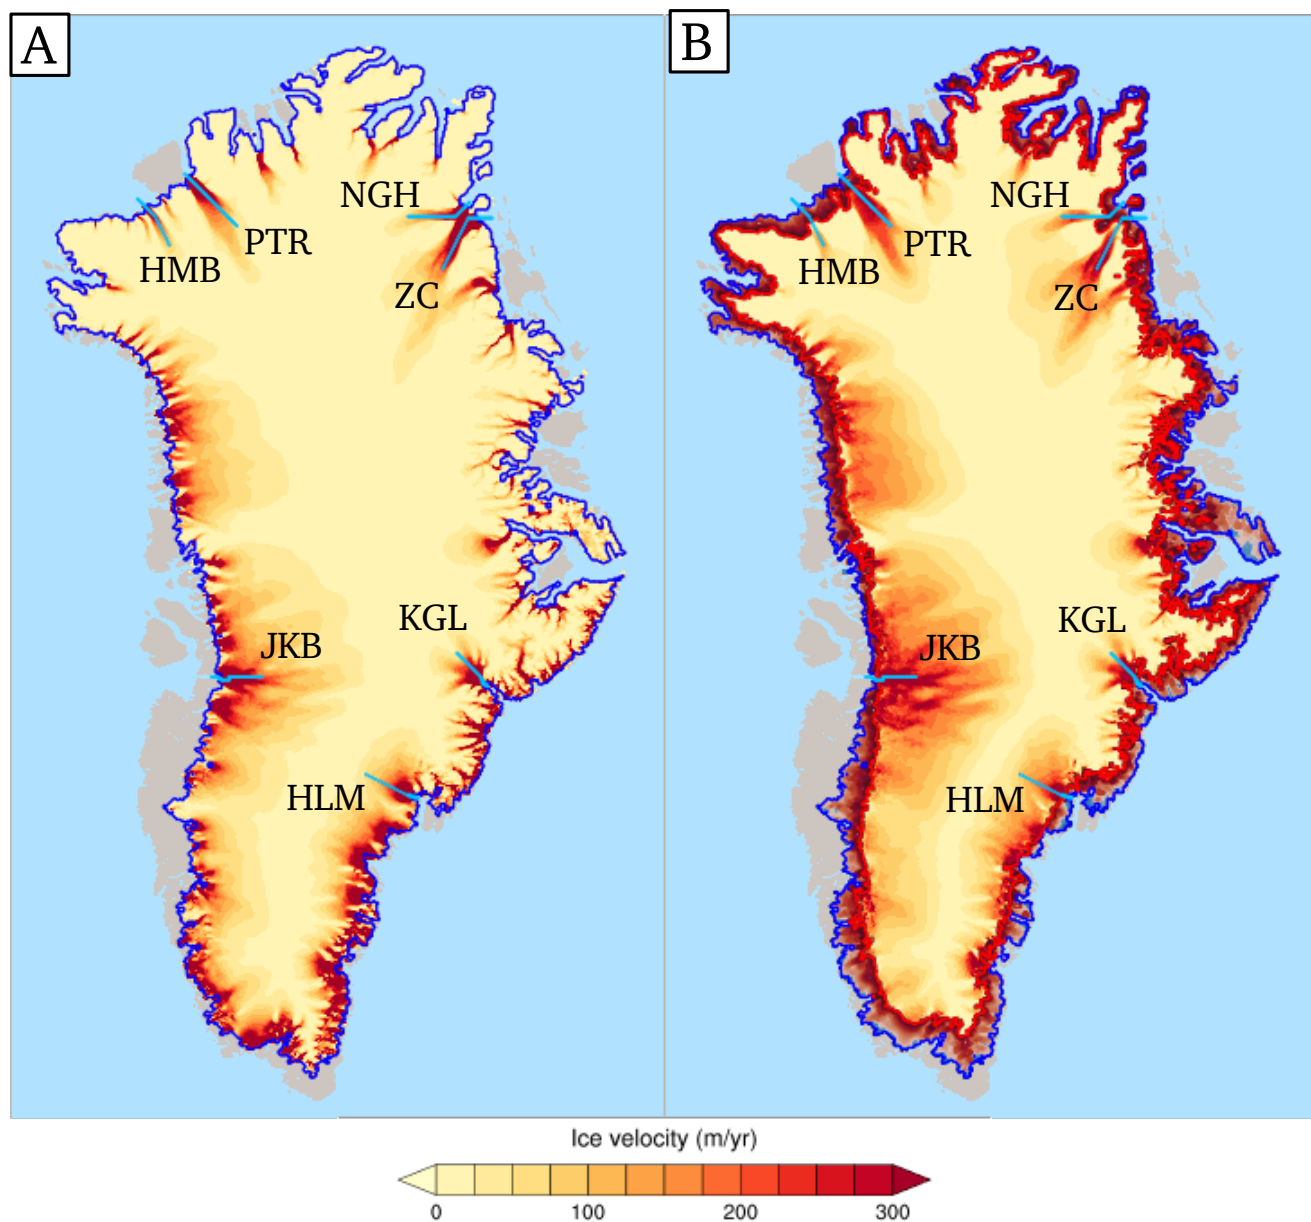 A
B
NGH
PTR
HMB
ZC
KGL
JKB
HLM
NGH
PTR
HMB
ZC
KGL
JKB
HLM
Ice velocity (m/yr)
0 100 200 300